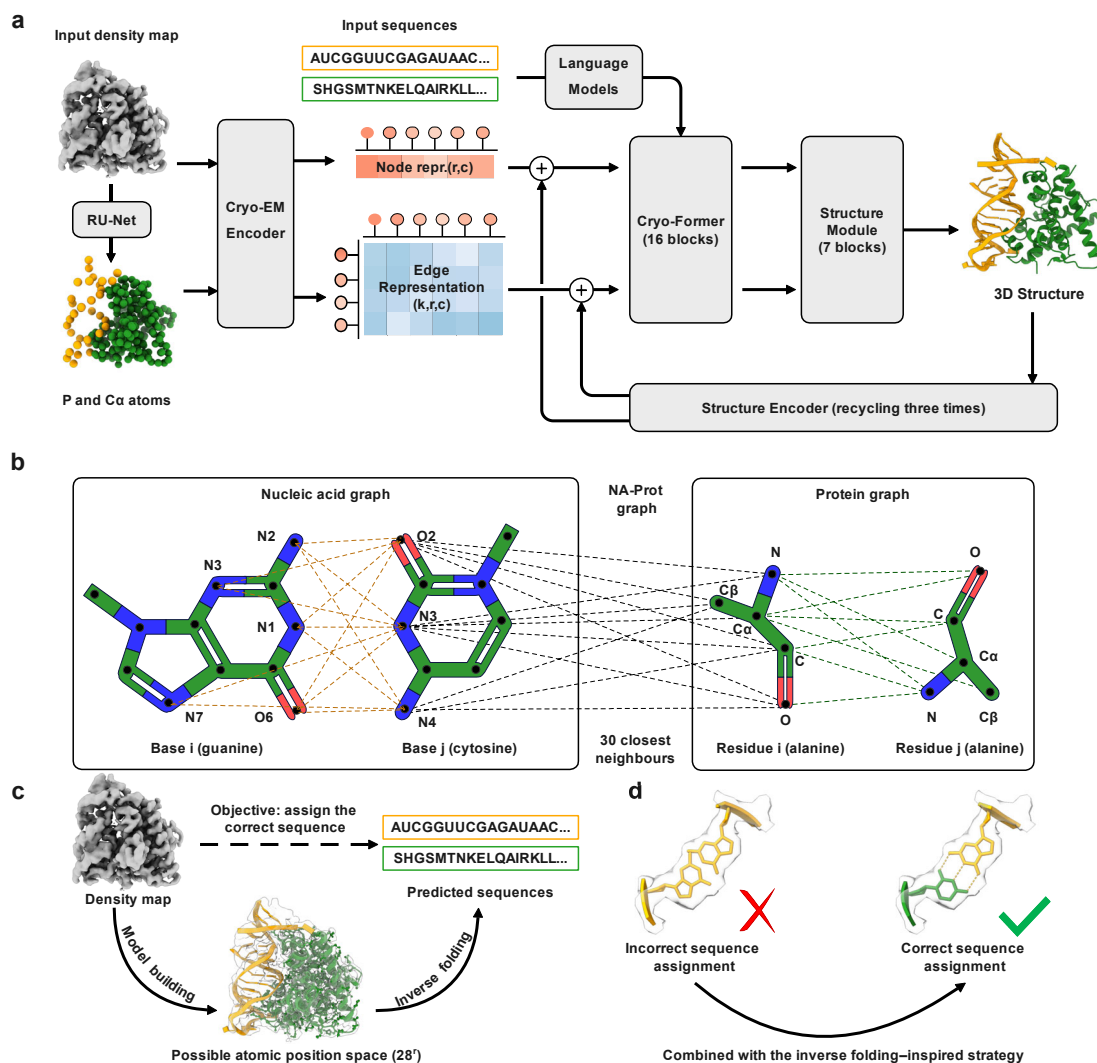 a
Input density map
RU-Net
P and Cα atoms
Cryo-EM
Encoder
Input sequences
AUCGGUUCGAGAUAAC...
SHGSMTNKELQAIRKLL...
Language
Models
Node repr.(r,c)
Edge
Representation
(k,r,c)
+
+
Cryo-Former
(16 blocks)
Structure
Module
(7 blocks)
3D Structure
Structure Encoder (recycling three times)
b
Nucleic acid graph
N2
N3
N1
N7
O6
Base i (guanine)
O2
N3
N4
Base j (cytosine)
NA-Prot
graph
30 closest
neighbours
Protein graph
N
Cβ
Cα
C
O
Residue i (alanine)
O
C
Cα
N
Cβ
Residue j (alanine)
c
Density map
Objective: assign the
correct sequence
AUCGGUUCGAGAUAAC...
SHGSMTNKELQAIRKLL...
Predicted sequences
Model building
Inverse folding
Possible atomic position space (28ʳ)
d
Incorrect sequence
assignment
Correct sequence
assignment
Combined with the inverse folding–inspired strategy